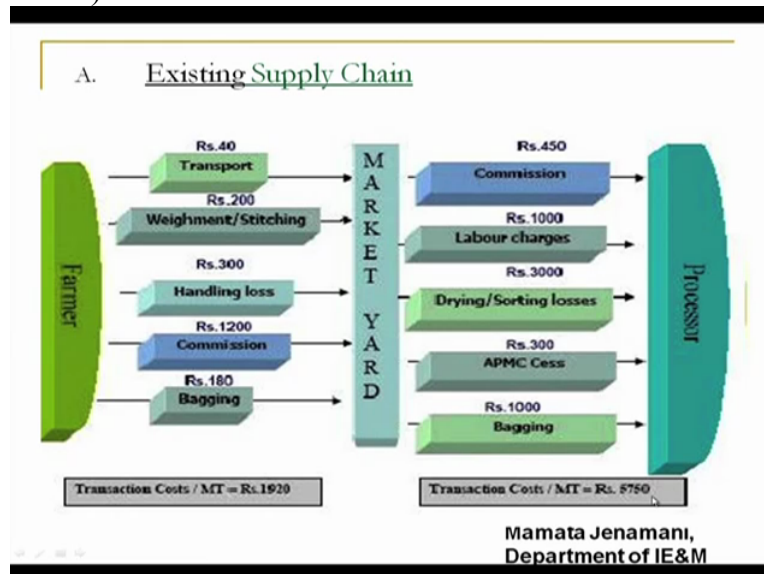 A. Existing Supply Chain
Farmer
Rs.40
Transport
Rs.200
Weighment/Stitching
Rs.300
Handling loss
Rs.1200
Commission
Rs.180
Bagging
MARKET YARD
Rs.450
Commission
Rs.1000
Labour charges
Rs.3000
Drying/Sorting losses
Rs.300
APMC Cess
Rs.1000
Bagging
Processor
Transaction Costs / MT = Rs.1920
Transaction Costs / MT = Rs. 5750
Mamata Jenamani,
Department of IE&M